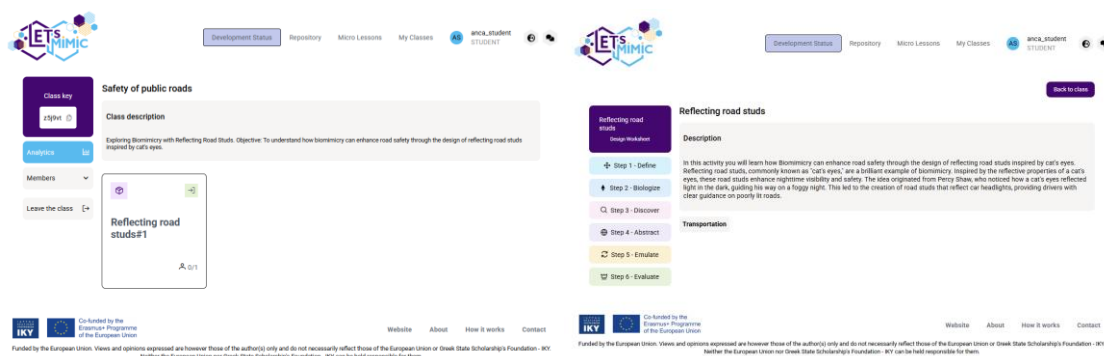 LETS
MIMIC
Development Status
Repository
Micro Lessons
My Classes
AS
anca_student
STUDENT
Class key
z5j9vt
Analytics
Members
Leave the class
Safety of public roads
Class description
Exploring Biomimicry with Reflecting Road Studs. Objective: To understand how biomimicry can enhance road safety through the design of reflecting road studs
inspired by cat's eyes.
Reflecting road
studs#1
0/1
IKY
Co-funded by the
Erasmus+ Programme
of the European Union
Website
About
How it works
Contact
Funded by the European Union. Views and opinions expressed are however those of the author(s) only and do not necessarily reflect those of the European Union or Greek State Scholarship's Foundation - IKY.
Neither the European Union nor Greek State Scholarship's Foundation - IKY can be held responsible for them.
LETS
MIMIC
Development Status
Repository
Micro Lessons
My Classes
AS
anca_student
STUDENT
Back to class
Reflecting road
studs
Design Worksheet
Step 1 - Define
Step 2 - Biologize
Step 3 - Discover
Step 4 - Abstract
Step 5 - Emulate
Step 6 - Evaluate
Reflecting road studs
Description
In this activity you will learn how Biomimicry can enhance road safety through the design of reflecting road studs inspired by cat's eyes.
Reflecting road studs, commonly known as "cat's eyes," are a brilliant example of biomimicry. Inspired by the reflective properties of a cat's
eyes, these road studs enhance nighttime visibility and safety. The idea originated from Percy Shaw, who noticed how a cat's eyes reflected
light in the dark, guiding his way on a foggy night. This led to the creation of road studs that reflect car headlights, providing drivers with
clear guidance on poorly lit roads.
Transportation
IKY
Co-funded by the
Erasmus+ Programme
of the European Union
Website
About
How it works
Contact
Funded by the European Union. Views and opinions expressed are however those of the author(s) only and do not necessarily reflect those of the European Union or Greek State Scholarship's Foundation - IKY
Neither the European Union nor Greek State Scholarship's Foundation - IKY can be held responsible for them.